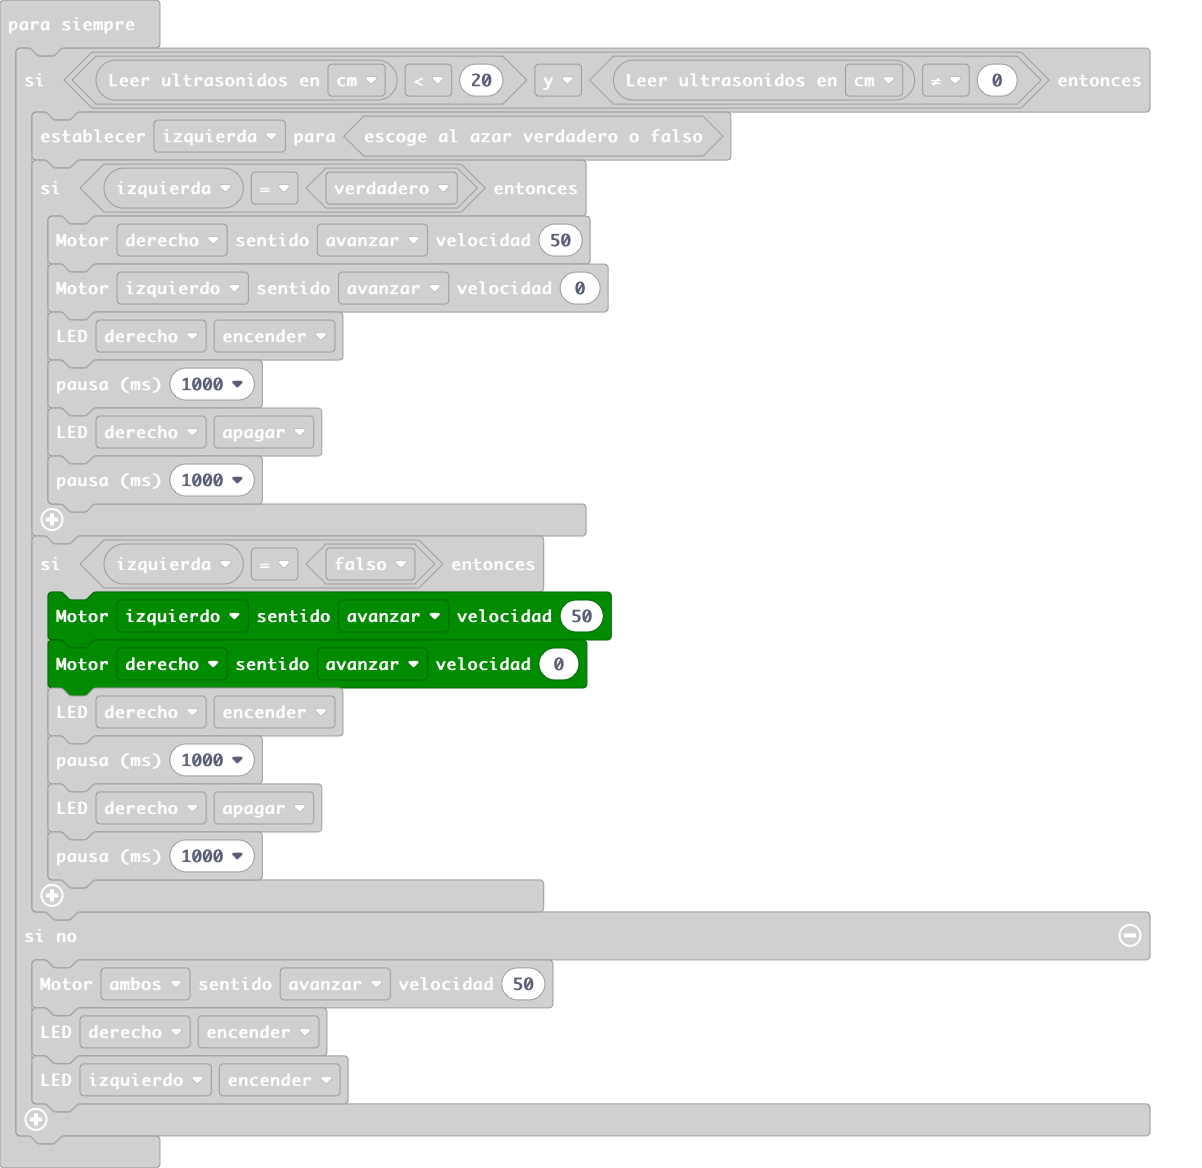 para siempre
si Leer ultrasonidos en cm < 20 y Leer ultrasonidos en cm ≠ 0 entonces
establecer izquierda para escoge al azar verdadero o falso
si izquierda = verdadero entonces
Motor derecho sentido avanzar velocidad 50
Motor izquierdo sentido avanzar velocidad 0
LED derecho encender
pausa (ms) 1000
LED derecho apagar
pausa (ms) 1000
si izquierda = falso entonces
Motor izquierdo sentido avanzar velocidad 50
Motor derecho sentido avanzar velocidad 0
LED derecho encender
pausa (ms) 1000
LED derecho apagar
pausa (ms) 1000
si no
Motor ambos sentido avanzar velocidad 50
LED derecho encender
LED izquierdo encender